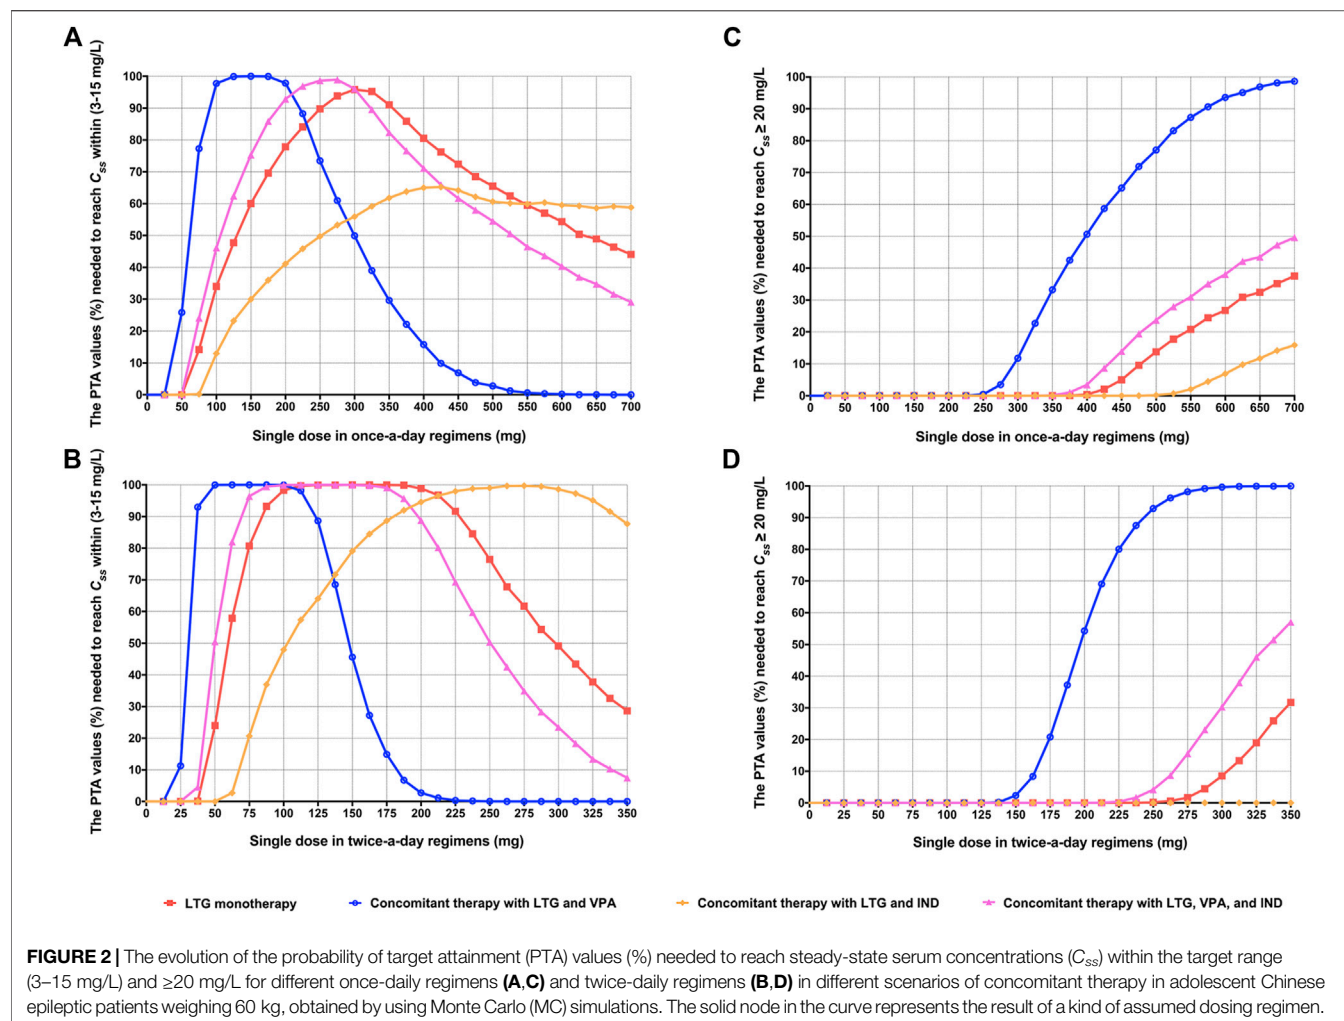 A
The PTA values (%) needed to reach Css within (3-15 mg/L)
100
90
80
70
60
50
40
30
20
10
0
0 50 100 150 200 250 300 350 400 450 500 550 600 650 700
Single dose in once-a-day regimens (mg)
C
The PTA values (%) needed to reach Css ≥ 20 mg/L
100
90
80
70
60
50
40
30
20
10
0
0 50 100 150 200 250 300 350 400 450 500 550 600 650 700
Single dose in once-a-day regimens (mg)
B
The PTA values (%) needed to reach Css within (3-15 mg/L)
100
90
80
70
60
50
40
30
20
10
0
0 25 50 75 100 125 150 175 200 225 250 275 300 325 350
Single dose in twice-a-day regimens (mg)
D
The PTA values (%) needed to reach Css ≥ 20 mg/L
100
90
80
70
60
50
40
30
20
10
0
0 25 50 75 100 125 150 175 200 225 250 275 300 325 350
Single dose in twice-a-day regimens (mg)
LTG monotherapy Concomitant therapy with LTG and VPA Concomitant therapy with LTG and IND Concomitant therapy with LTG, VPA, and IND
FIGURE 2 | The evolution of the probability of target attainment (PTA) values (%) needed to reach steady-state serum concentrations (Css) within the target range
(3–15 mg/L) and ≥20 mg/L for different once-daily regimens (A,C) and twice-daily regimens (B,D) in different scenarios of concomitant therapy in adolescent Chinese
epileptic patients weighing 60 kg, obtained by using Monte Carlo (MC) simulations. The solid node in the curve represents the result of a kind of assumed dosing regimen.